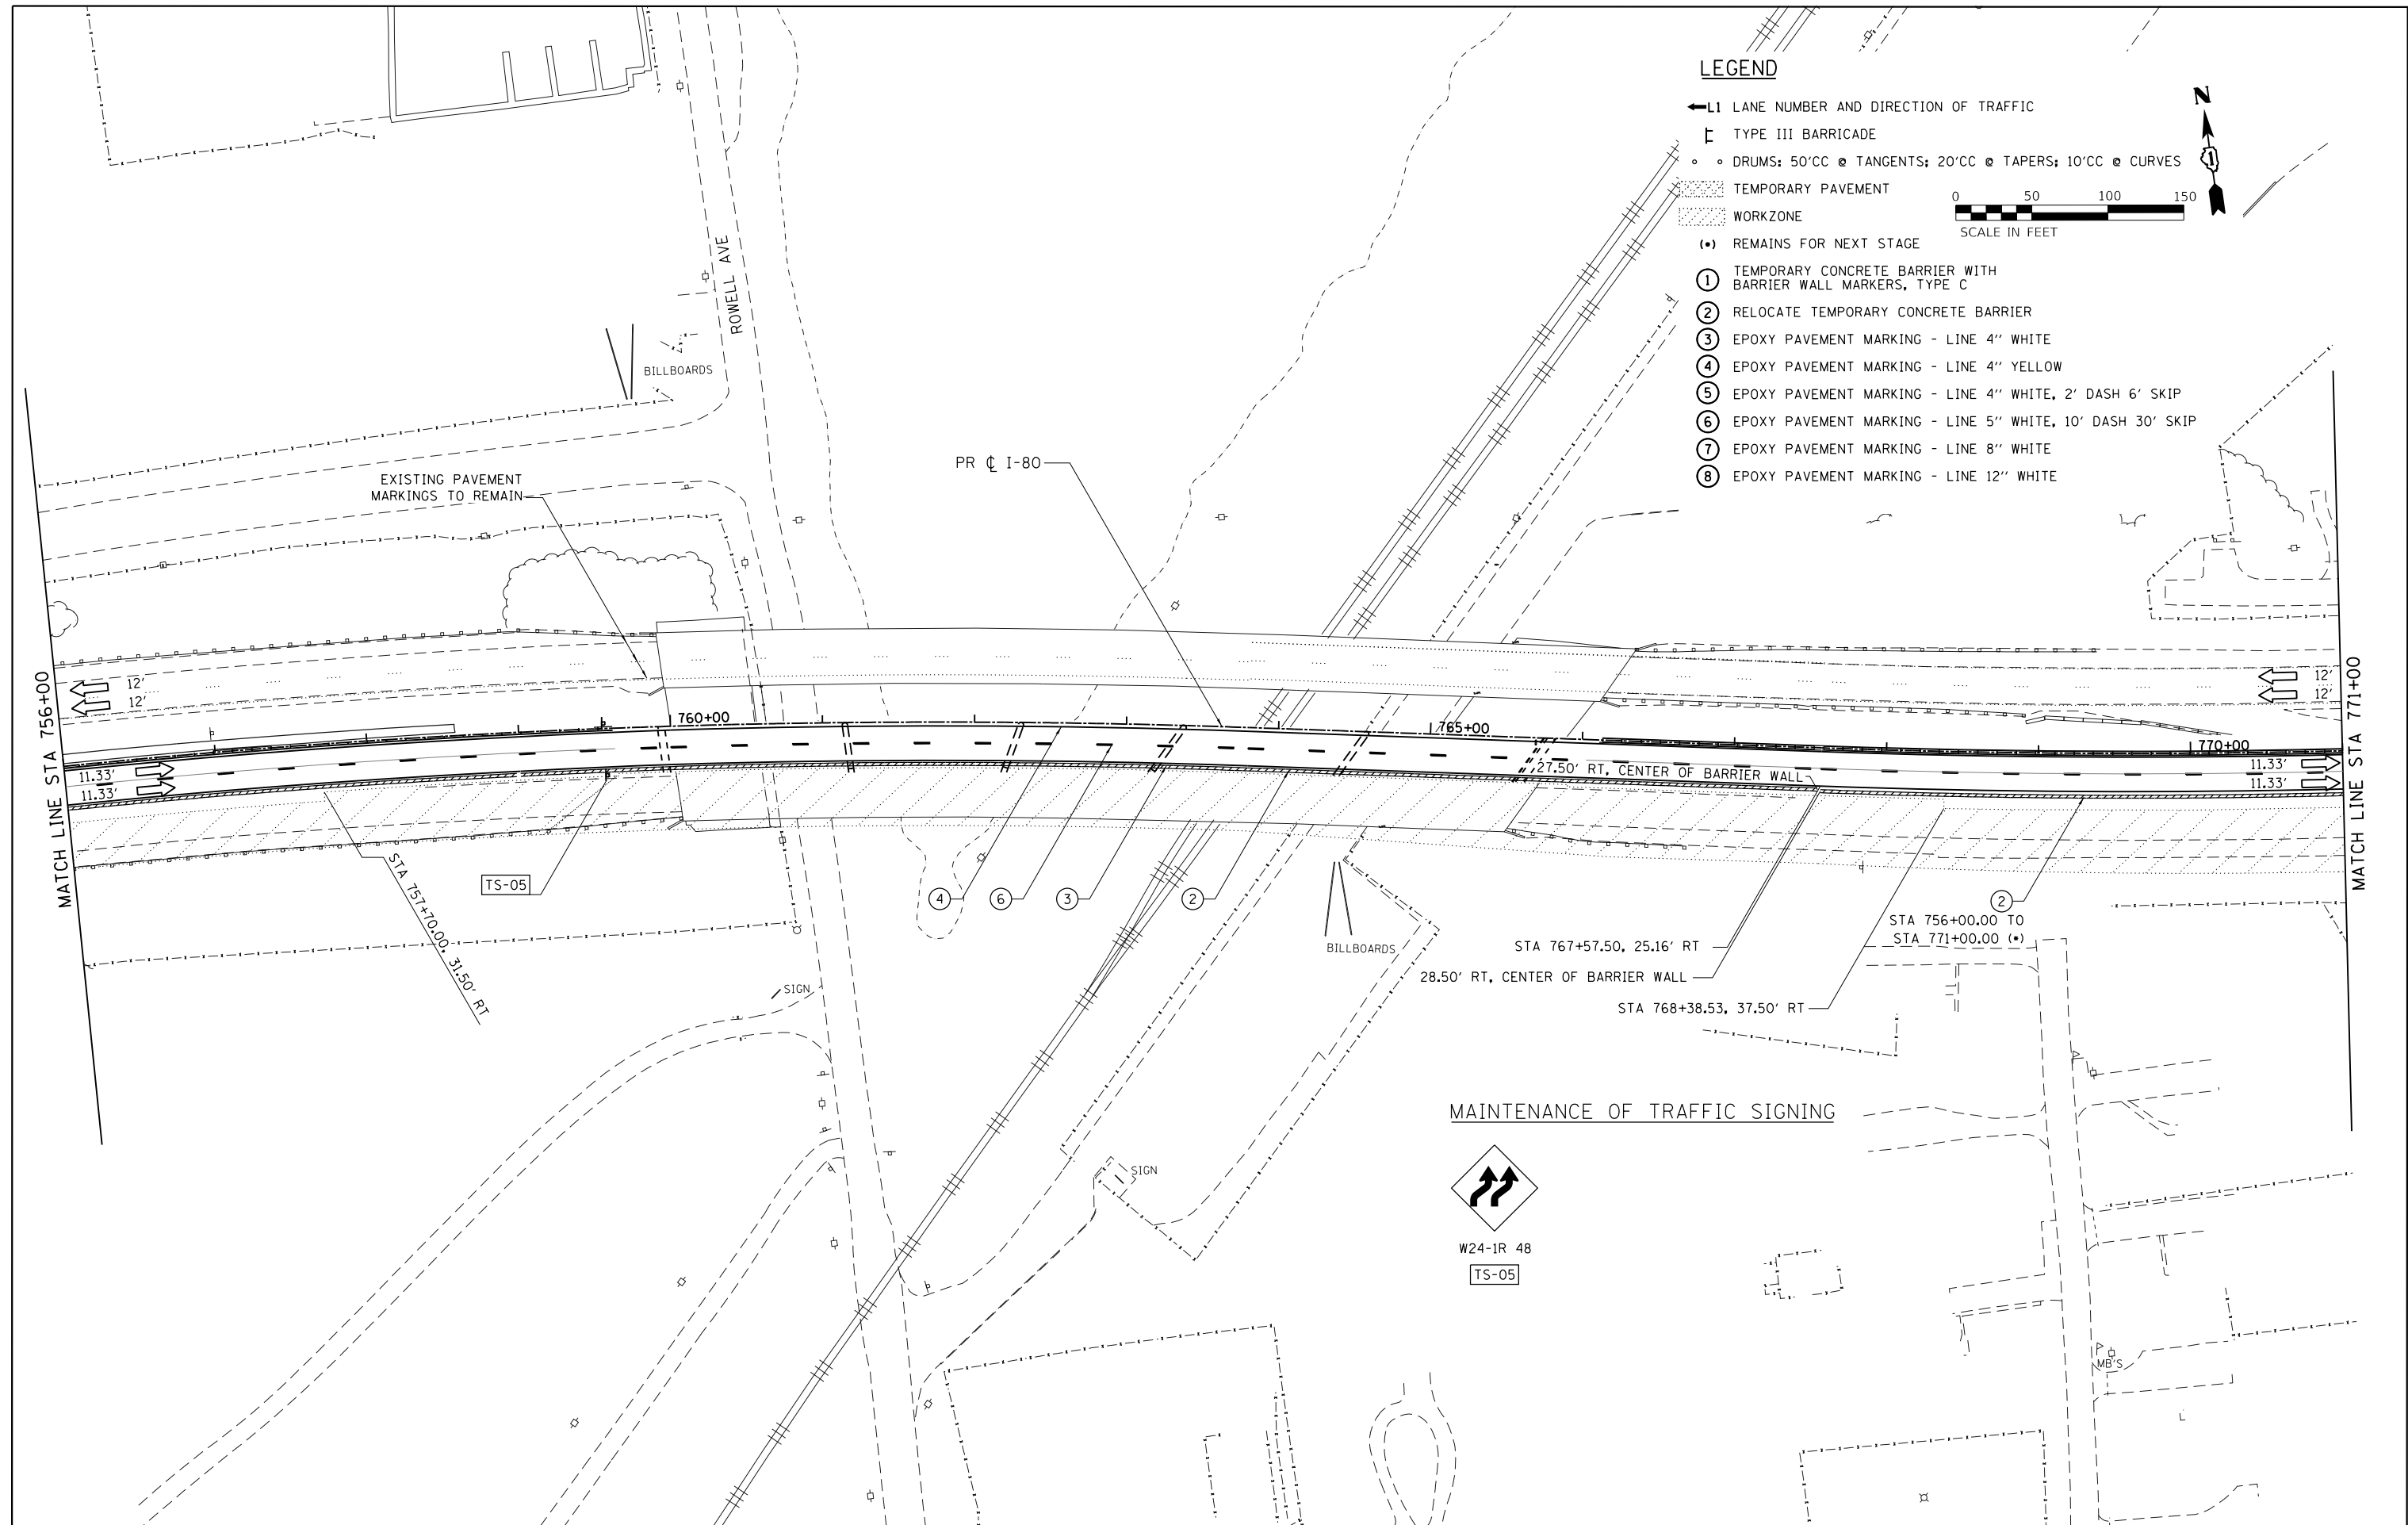 LEGEND
L1 LANE NUMBER AND DIRECTION OF TRAFFIC
TYPE III BARRICADE
DRUMS: 50'CC @ TANGENTS; 20'CC @ TAPERS; 10'CC @ CURVES
TEMPORARY PAVEMENT
WORKZONE
(•) REMAINS FOR NEXT STAGE
1 TEMPORARY CONCRETE BARRIER WITH
BARRIER WALL MARKERS, TYPE C
2 RELOCATE TEMPORARY CONCRETE BARRIER
3 EPOXY PAVEMENT MARKING - LINE 4" WHITE
4 EPOXY PAVEMENT MARKING - LINE 4" YELLOW
5 EPOXY PAVEMENT MARKING - LINE 4" WHITE, 2' DASH 6' SKIP
6 EPOXY PAVEMENT MARKING - LINE 5" WHITE, 10' DASH 30' SKIP
7 EPOXY PAVEMENT MARKING - LINE 8" WHITE
8 EPOXY PAVEMENT MARKING - LINE 12" WHITE
N
1
0 50 100 150
SCALE IN FEET
ROWELL AVE
BILLBOARDS
EXISTING PAVEMENT
MARKINGS TO REMAIN
PR ℄ I-80
MATCH LINE STA 756+00
12'
12'
11.33'
11.33'
760+00
765+00
770+00
12'
12'
11.33'
11.33'
MATCH LINE STA 771+00
27.50' RT, CENTER OF BARRIER WALL
STA 757+70.00, 31.50' RT
TS-05
4
6
3
2
2
STA 756+00.00 TO
STA 771+00.00 (•)
BILLBOARDS
STA 767+57.50, 25.16' RT
28.50' RT, CENTER OF BARRIER WALL
STA 768+38.53, 37.50' RT
SIGN
SIGN
MAINTENANCE OF TRAFFIC SIGNING
W24-1R 48
TS-05
MB'S